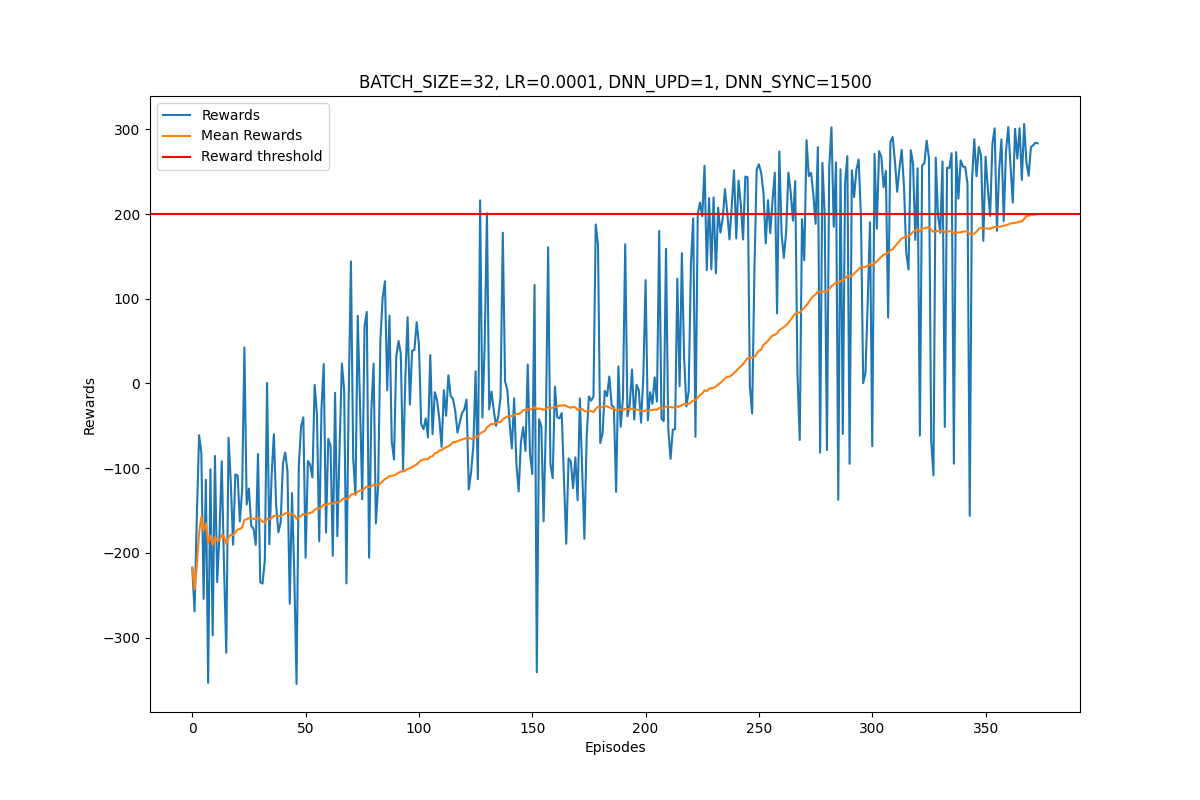 BATCH_SIZE=32, LR=0.0001, DNN_UPD=1, DNN_SYNC=1500
Rewards
Mean Rewards
Reward threshold
300
200
100
0
−100
−200
−300
Rewards
0
50
100
150
200
250
300
350
Episodes